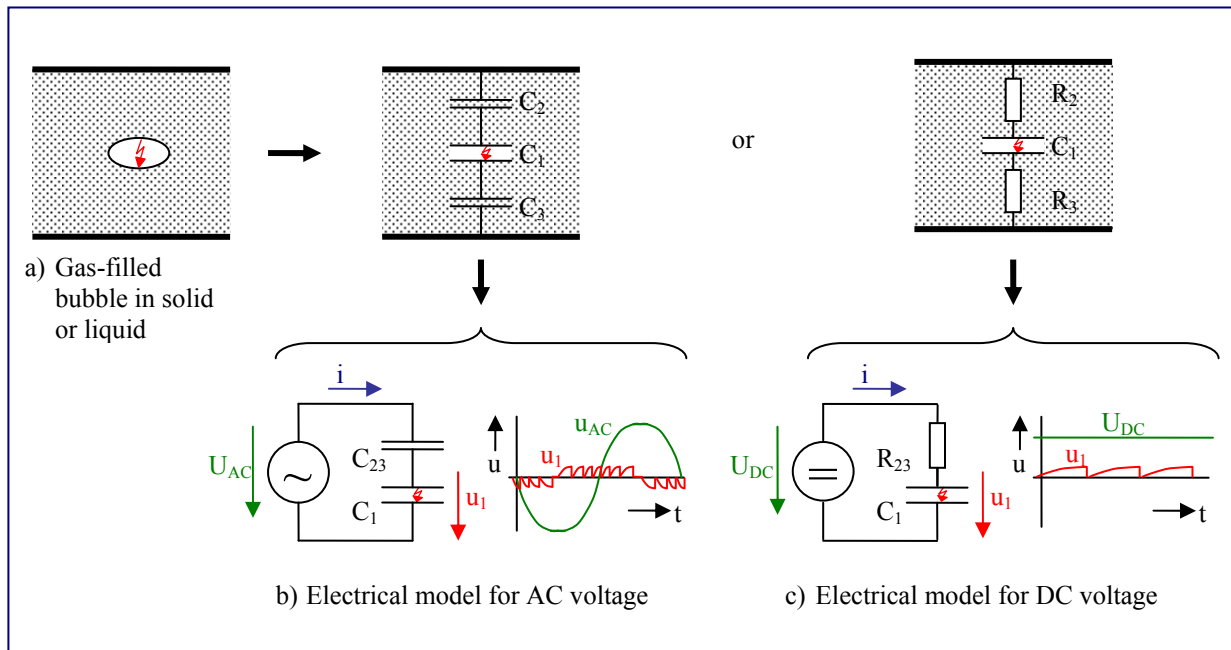 C2
C1
C3
or
R2
C1
R3
a) Gas-filled
bubble in solid
or liquid
i
UAC
~
C23
C1
u1
u
uAC
u1
t
i
UDC
=
R23
C1
u1
u
UDC
u1
t
b) Electrical model for AC voltage
c) Electrical model for DC voltage